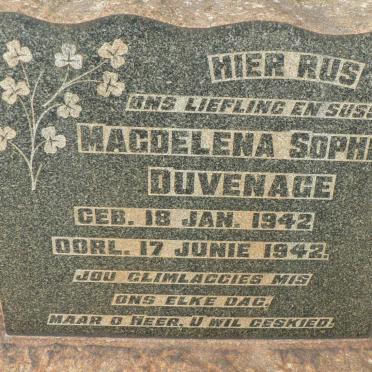 HIER RUS
ONS LIEFLING EN SUSS
MAGDELENA SOPH
DUVENAGE
GEB. 18 JAN. 1942
OORL. 17 JUNIE 1942.
JOU GLIMLAGGIES MIS
ONS ELKE DAG,
MAAR O HEER, U WIL GESKIED.